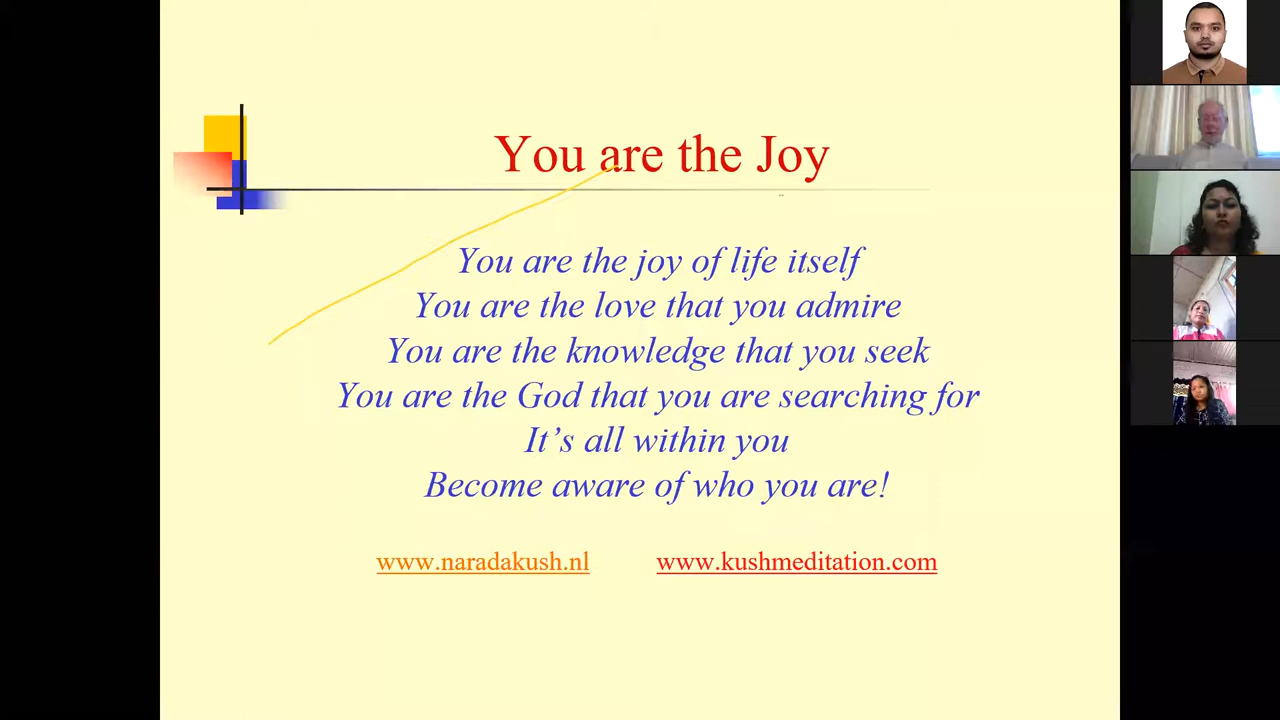 You are the Joy
You are the joy of life itself
You are the love that you admire
You are the knowledge that you seek
You are the God that you are searching for
It’s all within you
Become aware of who you are!
www.naradakush.nl www.kushmeditation.com